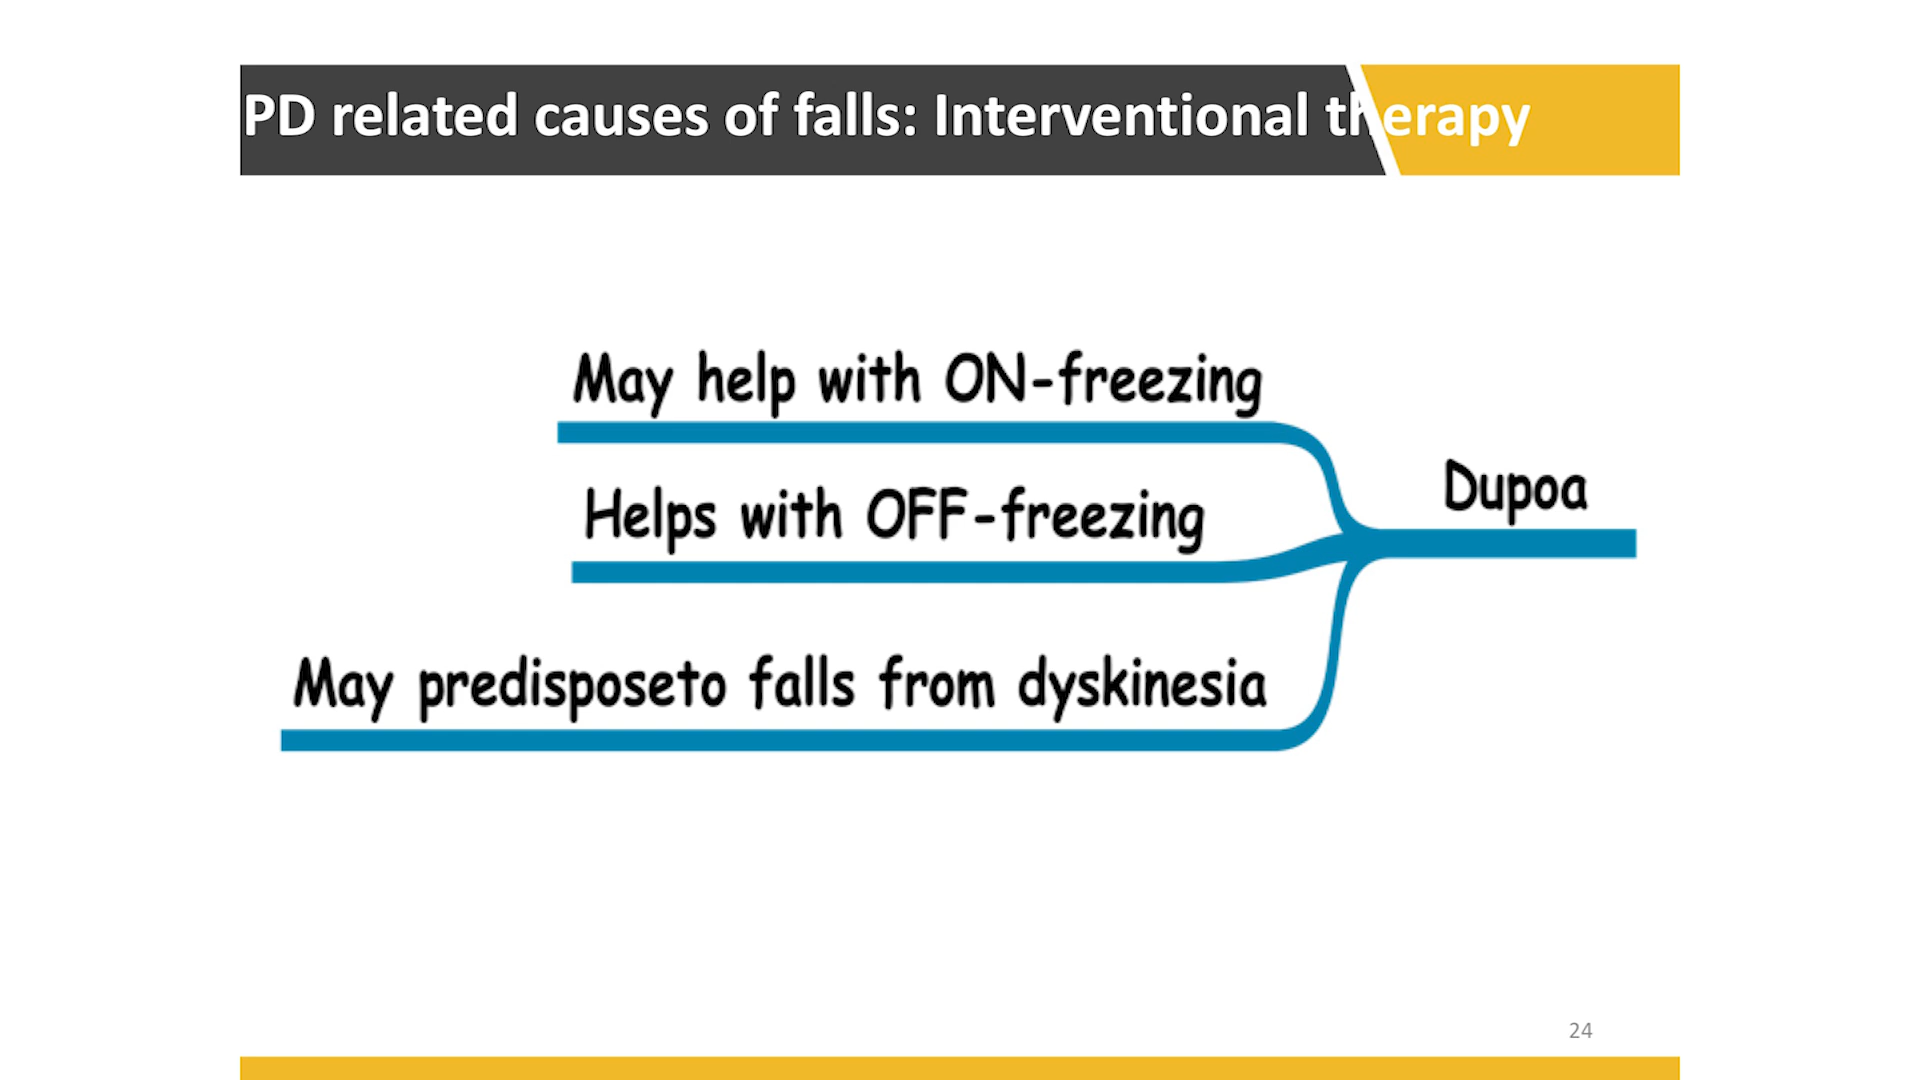 PD related causes of falls: Interventional therapy
May help with ON-freezing
Dupoa
Helps with OFF-freezing
May predisposeto falls from dyskinesia
24